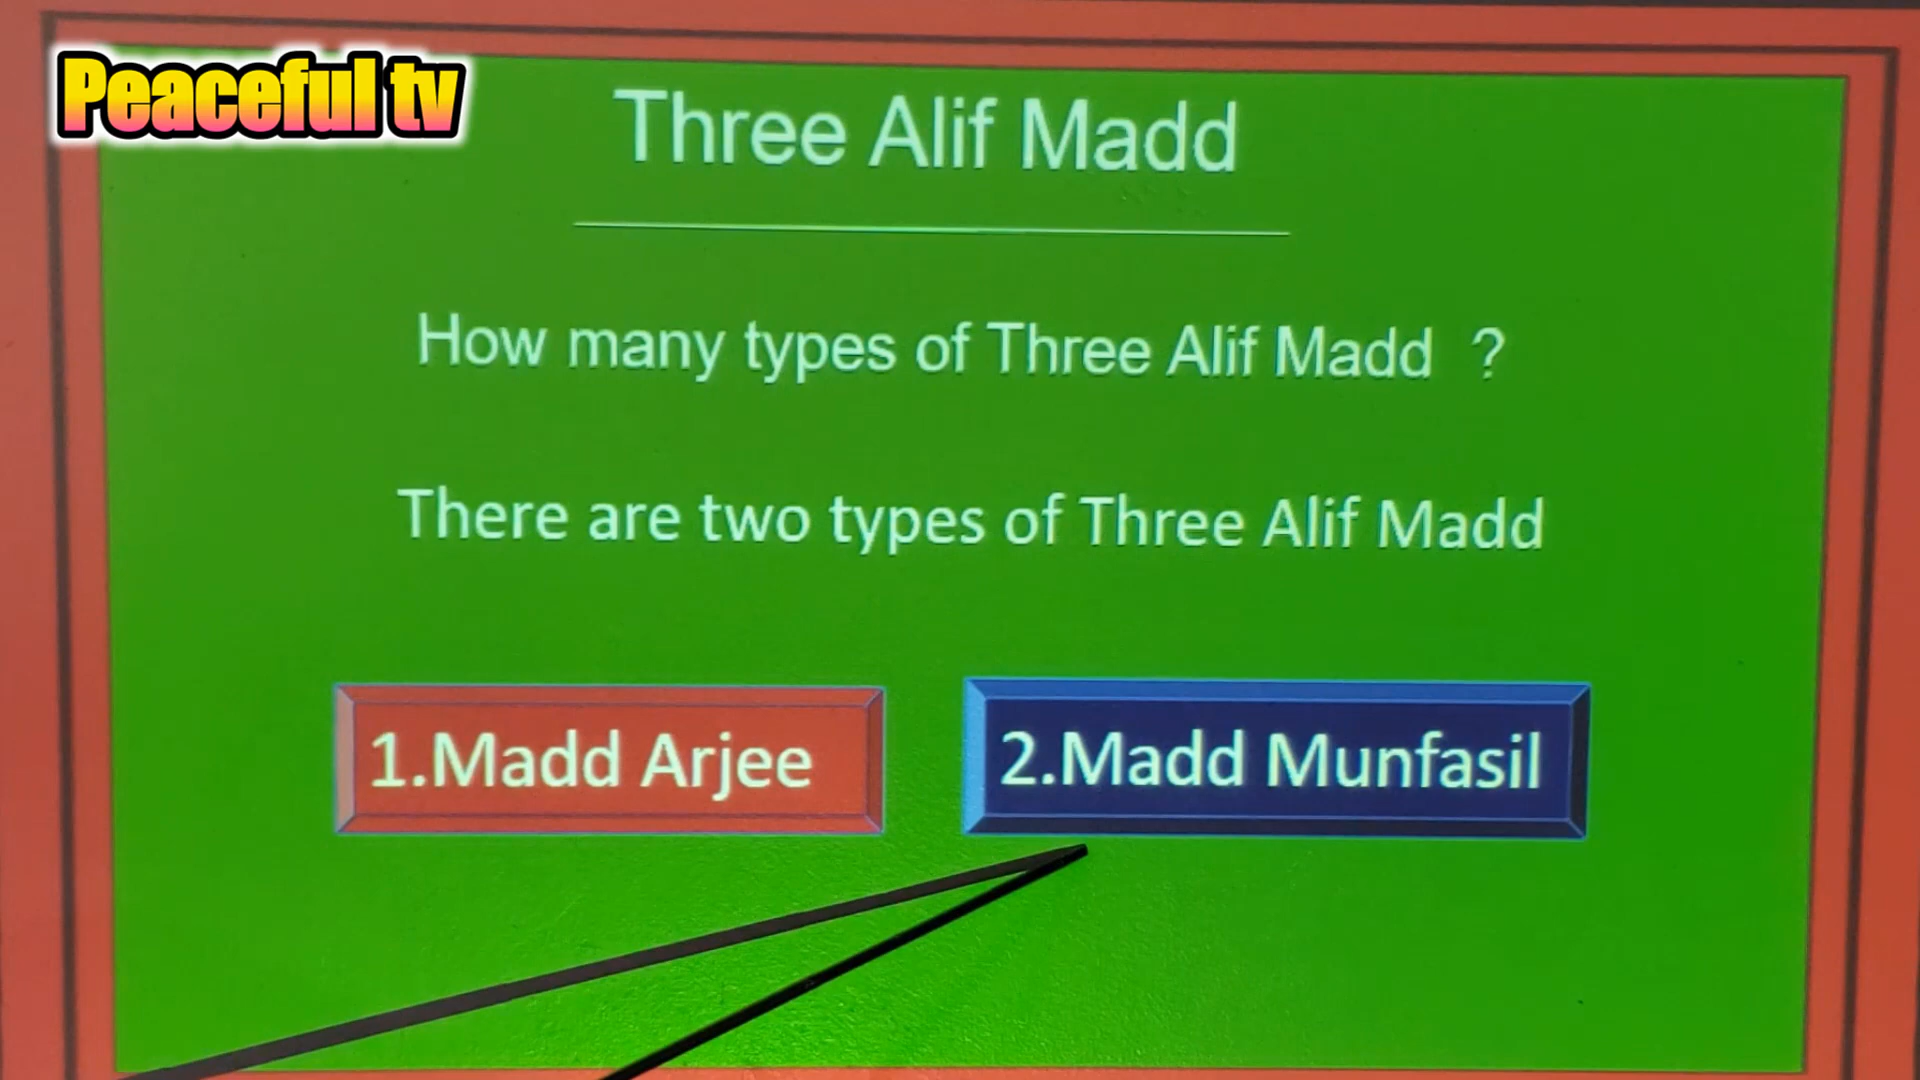 Peaceful tv
Three Alif Madd
How many types of Three Alif Madd ?
There are two types of Three Alif Madd
1.Madd Arjee
2.Madd Munfasil